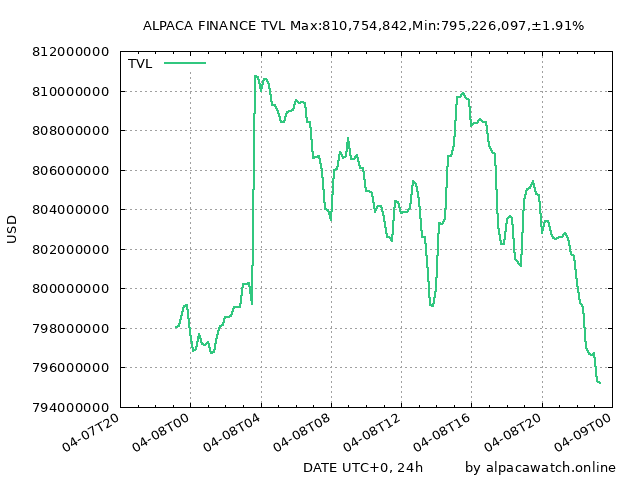 ALPACA FINANCE TVL Max:810,754,842,Min:795,226,097,±1.91%
TVL
812000000
810000000
808000000
806000000
804000000
802000000
800000000
798000000
796000000
794000000
USD
04-07T20
04-08T00
04-08T04
04-08T08
04-08T12
04-08T16
04-08T20
04-09T00
DATE UTC+0, 24h
by alpacawatch.online